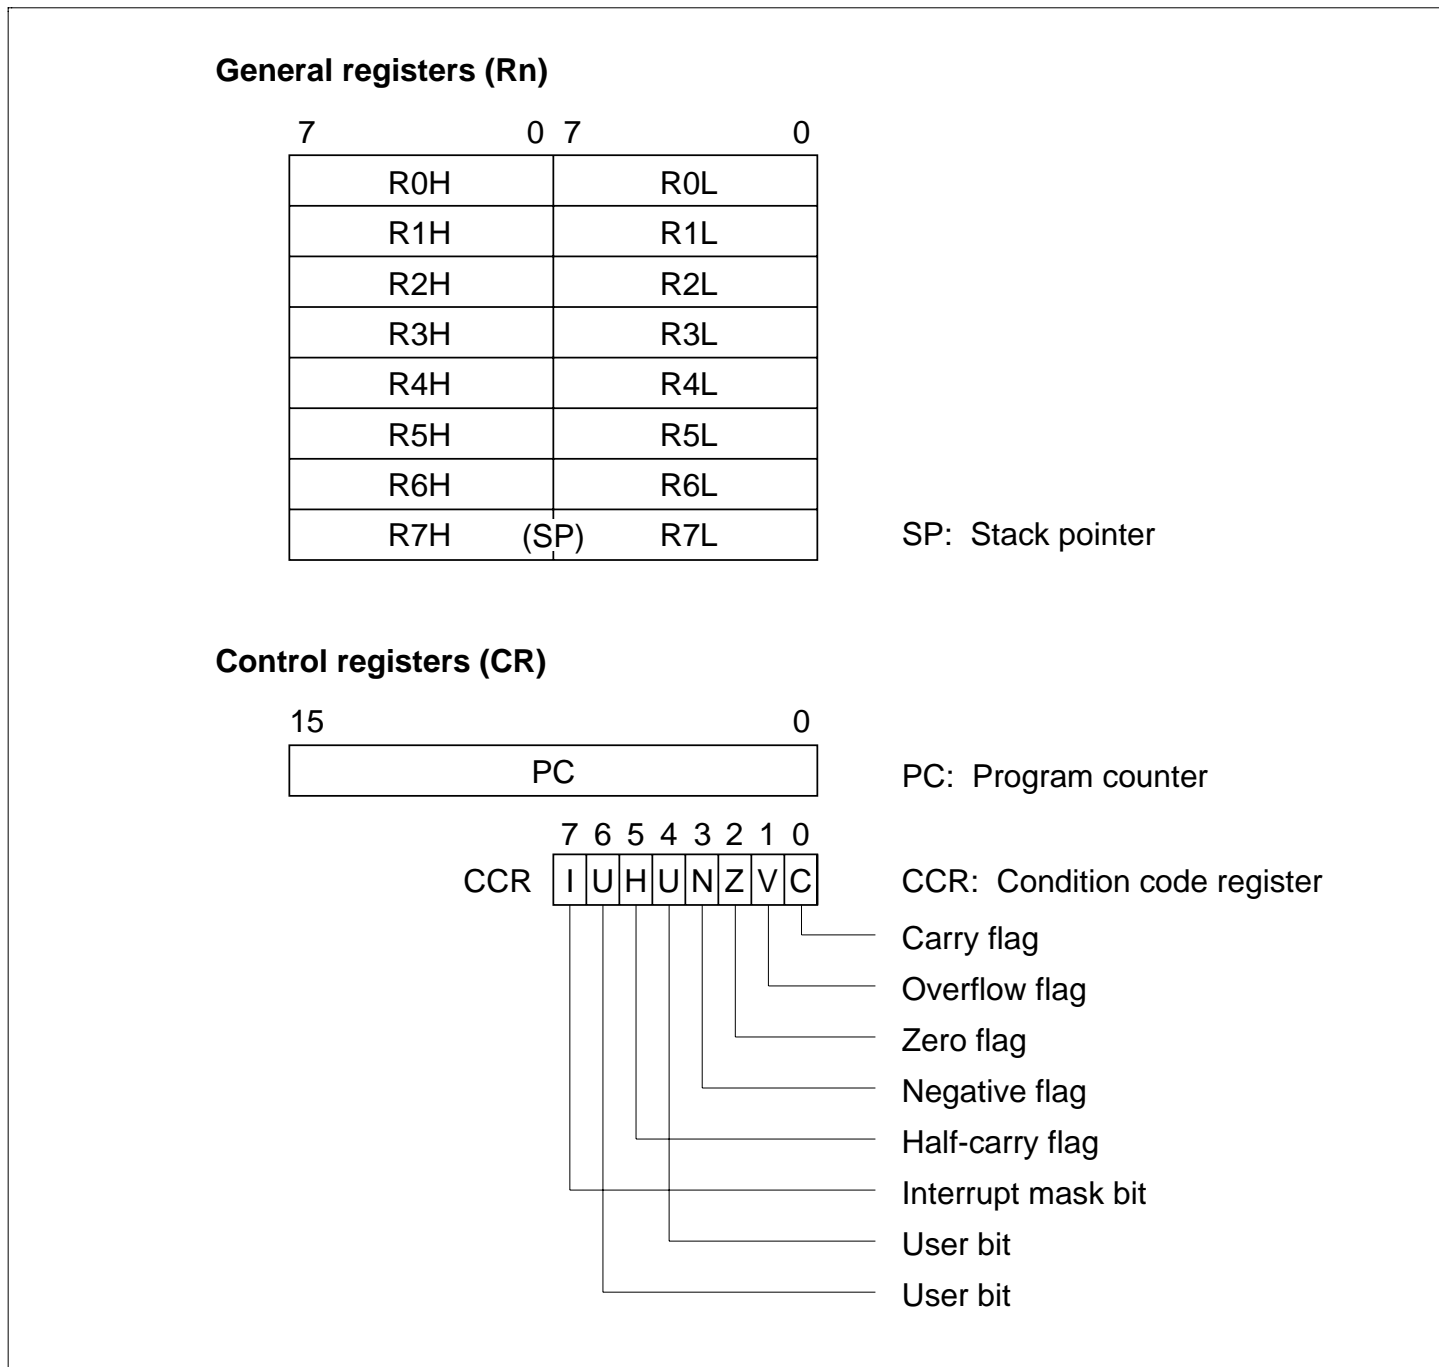 General registers (Rn)
7 0 7 0
R0H R0L
R1H R1L
R2H R2L
R3H R3L
R4H R4L
R5H R5L
R6H R6L
R7H (SP) R7L SP: Stack pointer
Control registers (CR)
15 0
PC PC: Program counter
7 6 5 4 3 2 1 0
CCR I U H U N Z V C CCR: Condition code register
Carry flag
Overflow flag
Zero flag
Negative flag
Half-carry flag
Interrupt mask bit
User bit
User bit